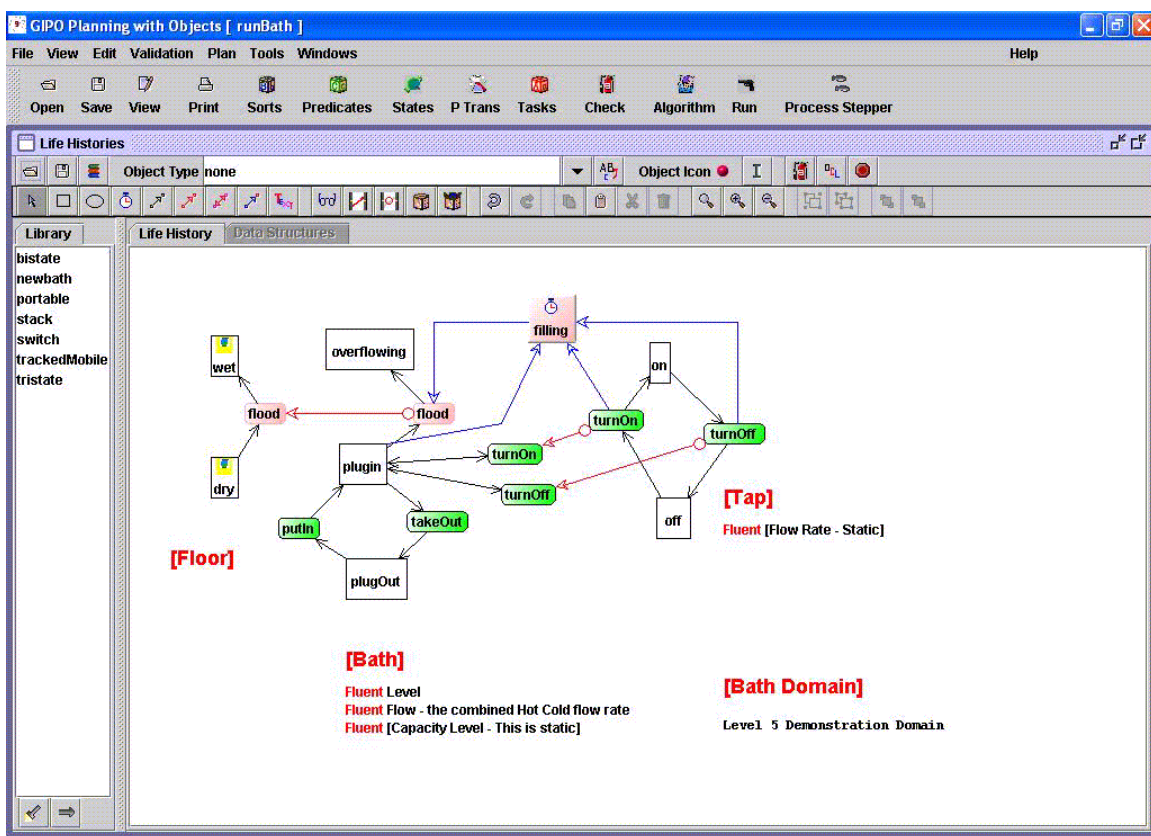 GIPO Planning with Objects [ runBath ]
File View Edit Validation Plan Tools Windows Help
Open Save View Print Sorts Predicates States P Trans Tasks Check Algorithm Run Process Stepper
Life Histories
Object Type none Object Icon
Library
Life History Data Structures
bistate
newbath
portable
stack
switch
trackedMobile
tristate
filling
overflowing
wet
on
flood
flood
turnOn
turnOff
turnOn
plugin
dry
turnOff
[Tap]
putIn
takeOut
off
Fluent [Flow Rate - Static]
[Floor]
plugOut
[Bath]
Fluent Level
Fluent Flow - the combined Hot Cold flow rate
Fluent [Capacity Level - This is static]
[Bath Domain]
Level 5 Demonstration Domain